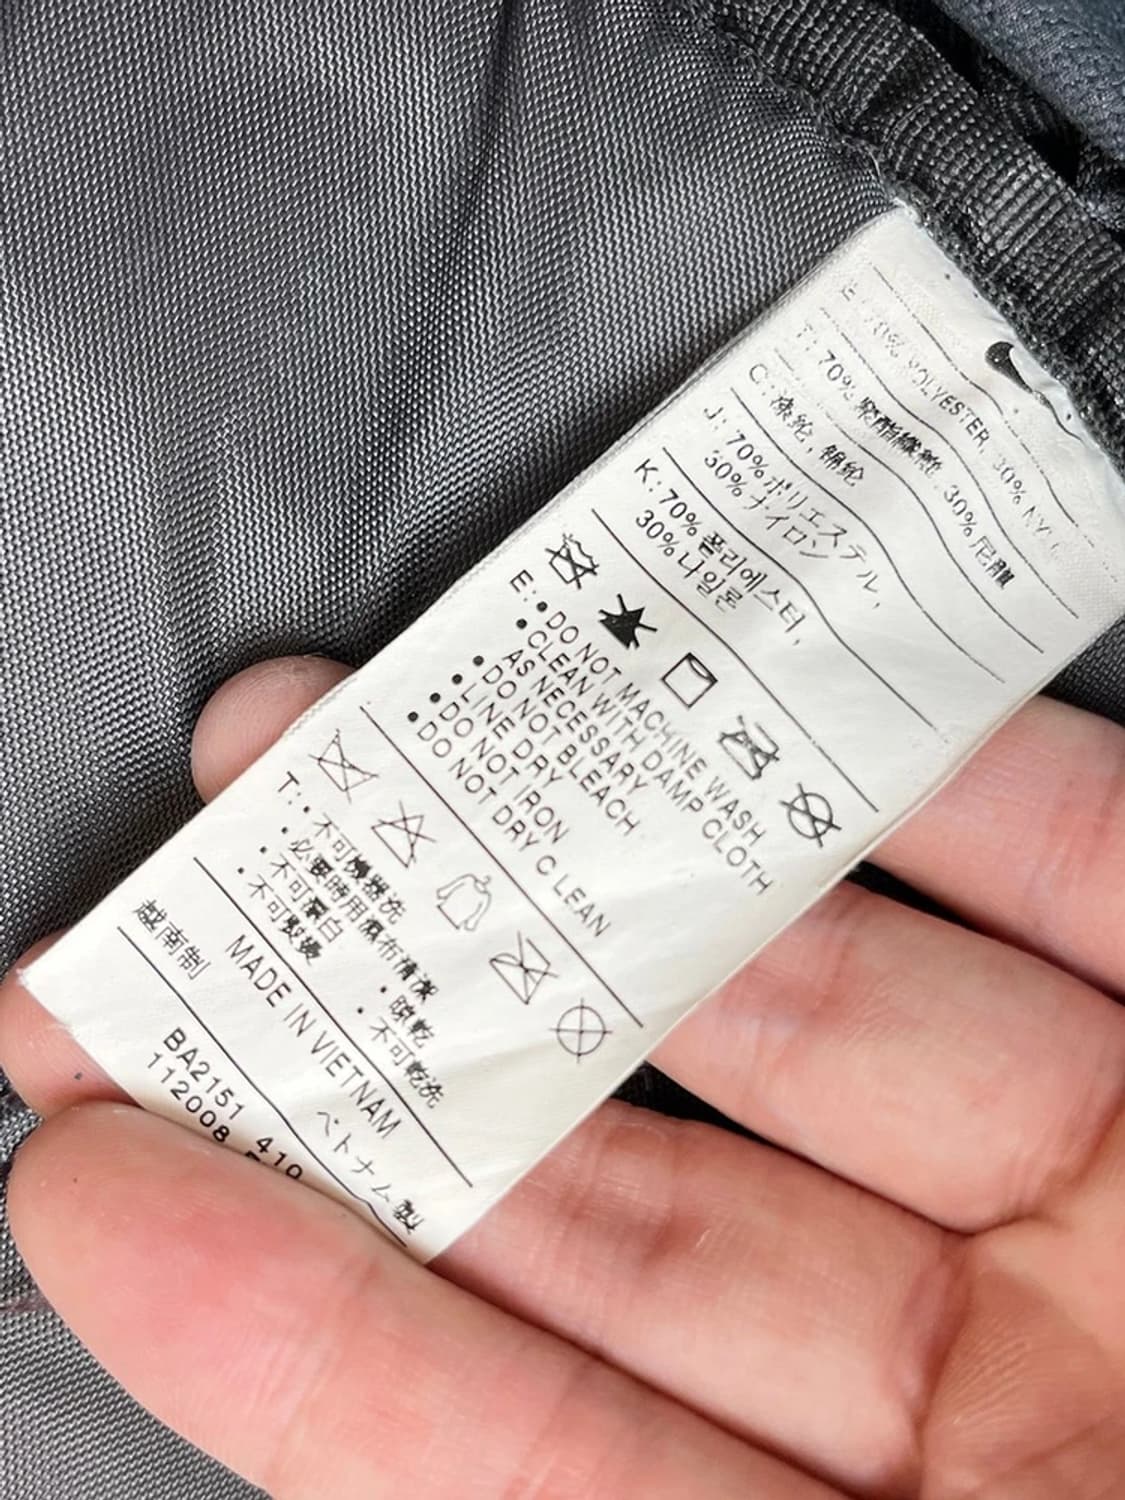 E: 70% POLYESTER, 30% NY
T: 70% 聚酯纖維 30% 尼龍
C: 涤纶, 锦纶
J: 70% ポリエステル,
30% ナイロン
K: 70% 폴리에스터,
30% 나일론
E: • DO NOT MACHINE WASH
• CLEAN WITH DAMP CLOTH
AS NECESSARY
• DO NOT BLEACH
• LINE DRY
• DO NOT IRON
• DO NOT DRY CLEAN
T: • 不可機器洗
• 必要時用濕布清潔
• 不可漂白 • 晾乾
• 不可熨燙 • 不可乾洗
MADE IN VIETNAM
越南制 ベトナム製
BA2151 410
112008